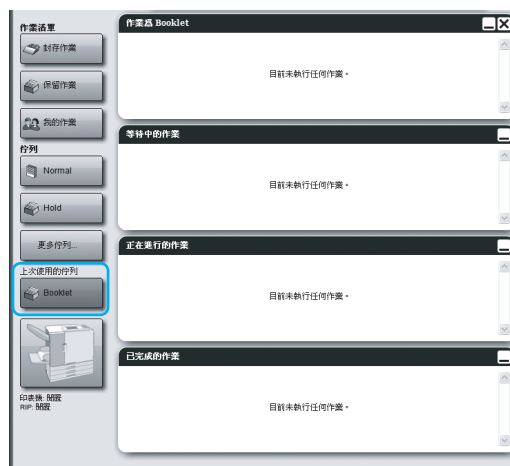 作業清單
封存作業
保留作業
我的作業
佇列
Normal
Hold
更多佇列...
上次使用的佇列
Booklet
印表機: 閒置
RIP: 閒置
作業爲 Booklet
目前未執行任何作業。
等待中的作業
目前未執行任何作業。
正在進行的作業
目前未執行任何作業。
已完成的作業
目前未執行任何作業。